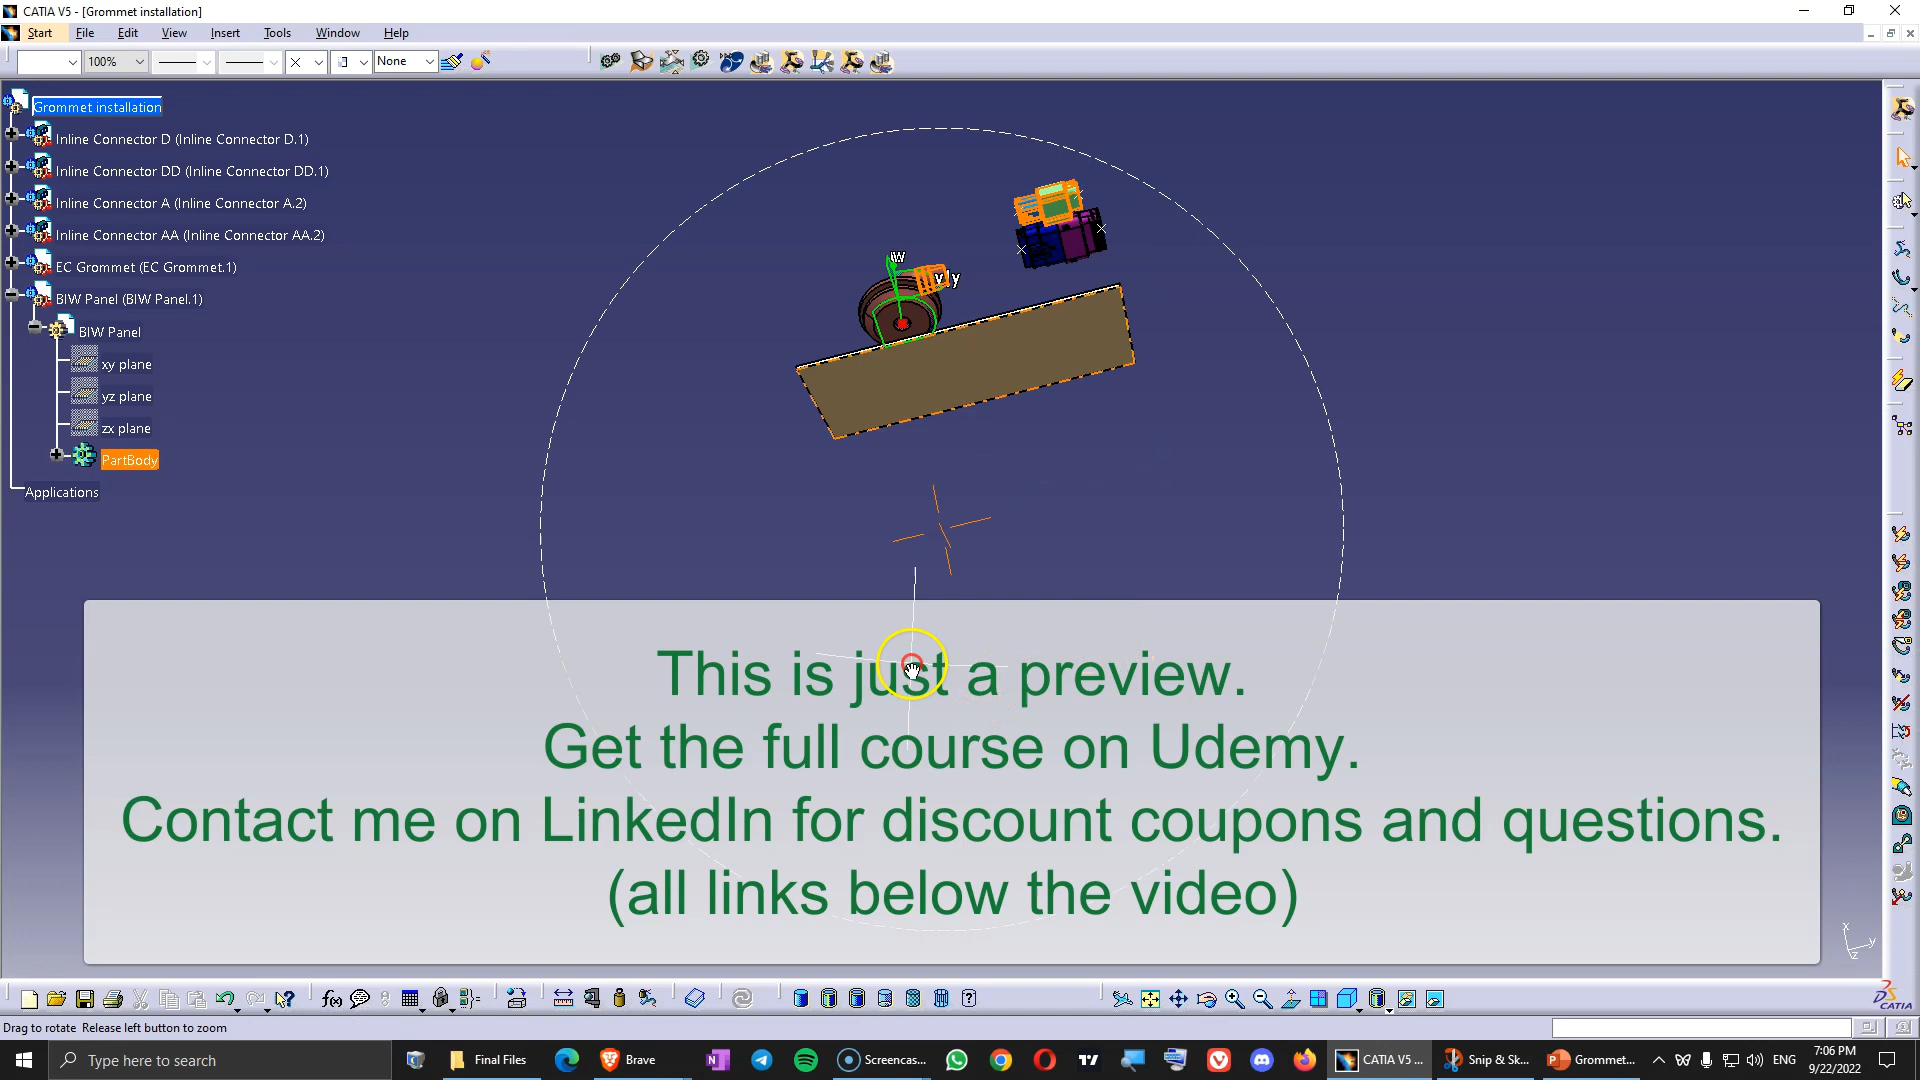 CATIA V5 - [Grommet installation]
Start File Edit View Insert Tools Window Help
100% None
Grommet installation
Inline Connector D (Inline Connector D.1)
Inline Connector DD (Inline Connector DD.1)
Inline Connector A (Inline Connector A.2)
Inline Connector AA (Inline Connector AA.2)
EC Grommet (EC Grommet.1)
BIW Panel (BIW Panel.1)
BIW Panel
xy plane
yz plane
zx plane
PartBody
Applications
w
y
This is just a preview.
Get the full course on Udemy.
Contact me on LinkedIn for discount coupons and questions.
(all links below the video)
x
y
z
CATIA
Drag to rotate Release left button to zoom
Type here to search
Final Files
Brave
Screencas...
CATIA V5 ...
Snip & Sk...
Grommet...
ENG
7:06 PM
9/22/2022